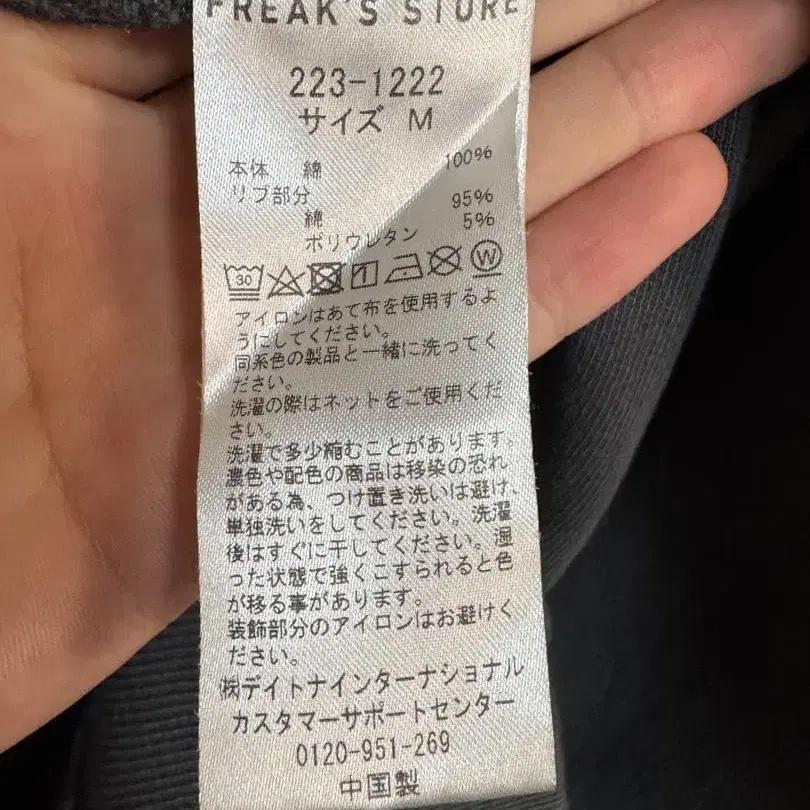 FREAK'S STORE
223-1222
サイズ M
本体 綿 100%
リブ部分
綿 95%
ポリウレタン 5%
30 W
アイロンはあて布を使用するよ
うにしてください。
同系色の製品と一緒に洗ってく
ださい。
洗濯の際はネットをご使用くだ
さい。
洗濯で多少縮むことがあります。
濃色や配色の商品は移染の恐れ
がある為、つけ置き洗いは避け、
単独洗いをしてください。洗濯
後はすぐに干してください。湿
った状態で強くこすられると色
が移る事があります。
装飾部分のアイロンはお避けく
ださい。
㈱デイトナインターナショナル
カスタマーサポートセンター
0120-951-269
中国製